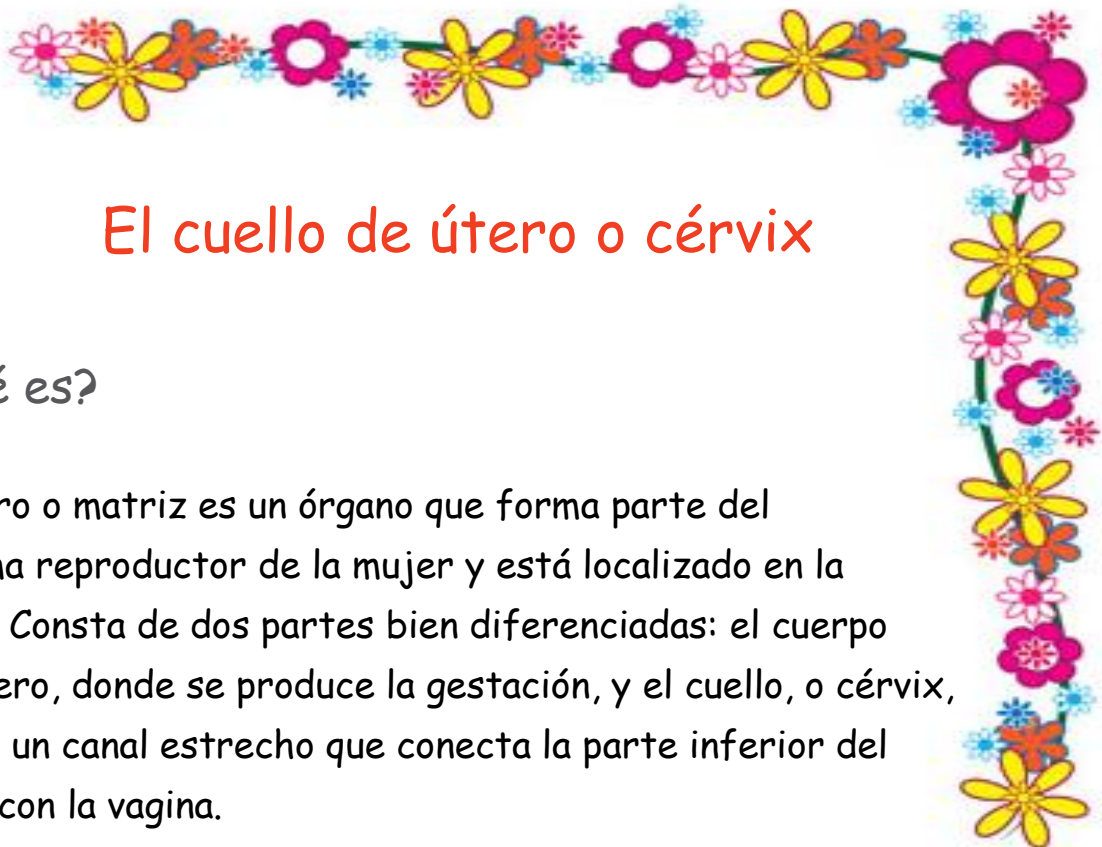 El cuello de útero o cérvix
é es?
ro o matriz es un órgano que forma parte del
na reproductor de la mujer y está localizado en la
Consta de dos partes bien diferenciadas: el cuerpo
ero, donde se produce la gestación, y el cuello, o cérvix,
un canal estrecho que conecta la parte inferior del
con la vagina.